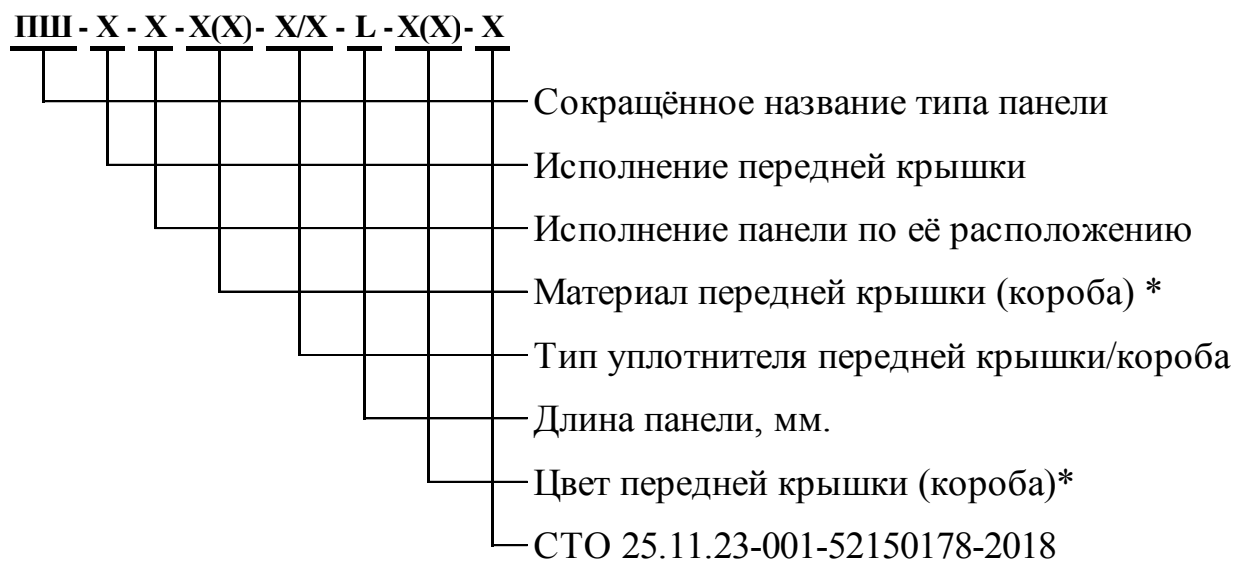 ПШ - Х - Х - Х(Х)- Х/Х - L -Х(Х)- Х
Сокращённое название типа панели
Исполнение передней крышки
Исполнение панели по её расположению
Материал передней крышки (короба) *
Тип уплотнителя передней крышки/короба
Длина панели, мм.
Цвет передней крышки (короба)*
СТО 25.11.23-001-52150178-2018